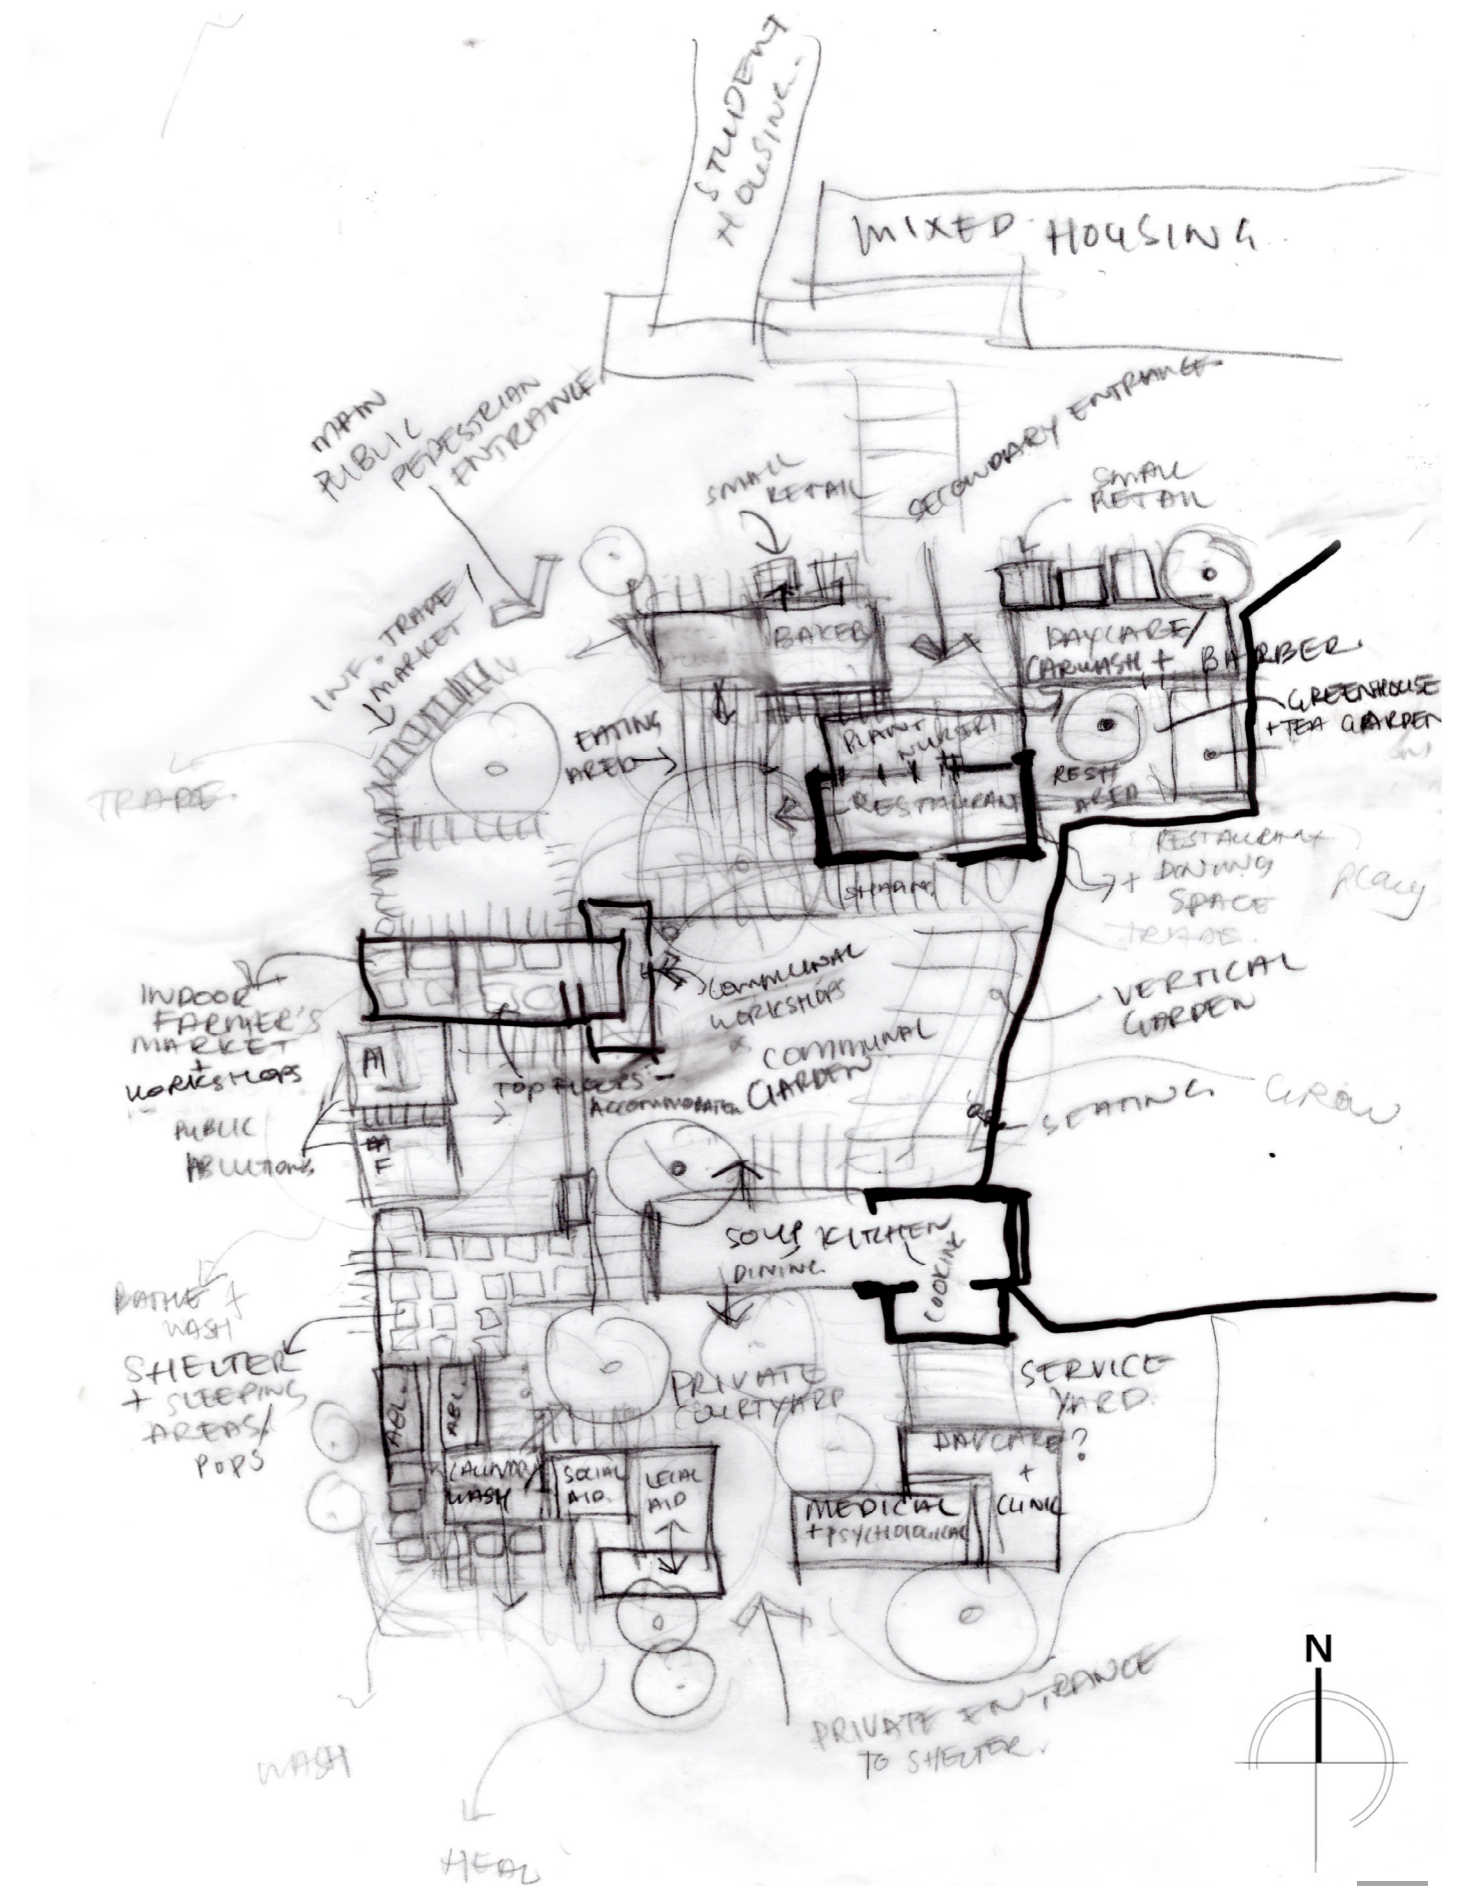 STUDENT
HOUSING.
MIXED HOUSING
MAIN
PUBLIC
PEDESTRIAN
ENTRANCE
SMALL
RETAIL
SECONDARY ENTRANCE
SMALL
RETAIL
INF. TRADE/
MARKET
BAKER
DAYCARE/
CARWASH + BARBER.
GREENHOUSE
+ TEA GARDEN
EATING
AREA
PLANT
NURSERY
RESTAURANT
REST
AREA
TRADE
RESTAURANT
+ DINING
SPACE
PLAY
TRADE.
INDOOR
FARMER'S
MARKET
+
WORKSHOPS
COMMUNAL
WORKSHOPS
VERTICAL
GARDEN
COMMUNAL
GARDEN
TOP FLOORS -
M
PUBLIC
ABLUTIONS
F
SEATING
GROW
SOUP KITCHEN
DINING
COOKING
BATHE +
WASH
SHELTER
+ SLEEPING
AREAS/
POPS
PRIVATE
COURTYARD
SERVICE
YARD.
ABL.
ABL.
LAUNDRY
WASH
SOCIAL
AID.
LEGAL
AID
DAYCARE?
+
CLINIC
MEDICAL
+ PSYCHOLOGICAL
PRIVATE ENTRANCE
TO SHELTER.
WASH
HEAL
N